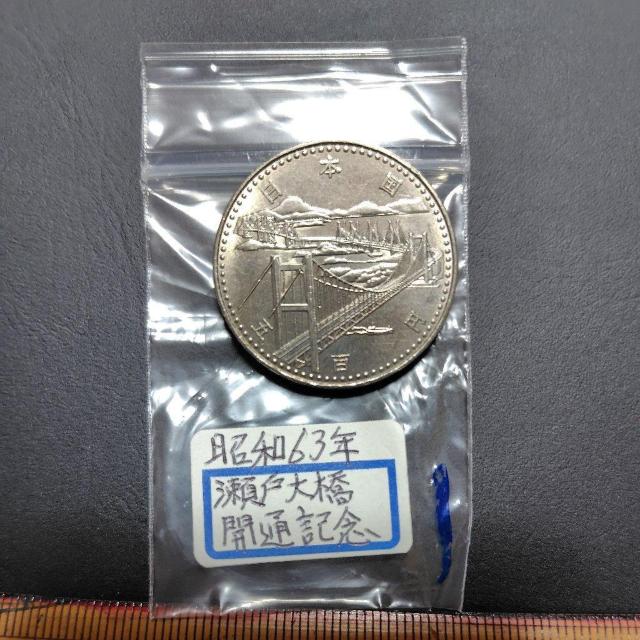 日本国
五百円
昭和63年
瀬戸大橋
開通記念